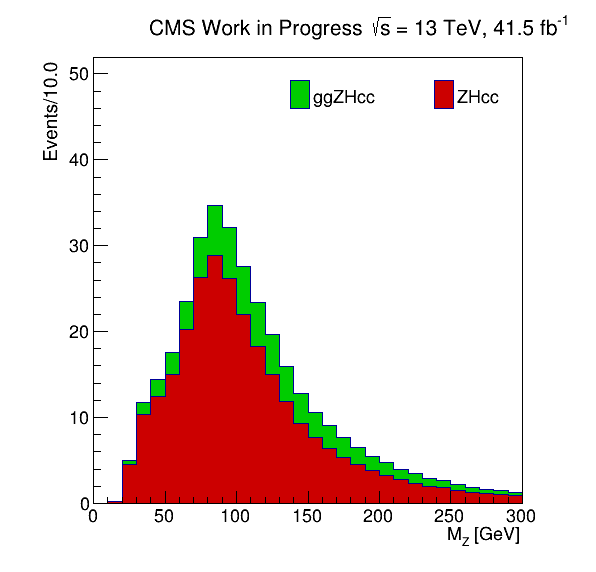 CMS Work in Progress √s = 13 TeV, 41.5 fb⁻¹
Events/10.0
ggZHcc ZHcc
50
40
30
20
10
0
0 50 100 150 200 250 300
M_Z [GeV]